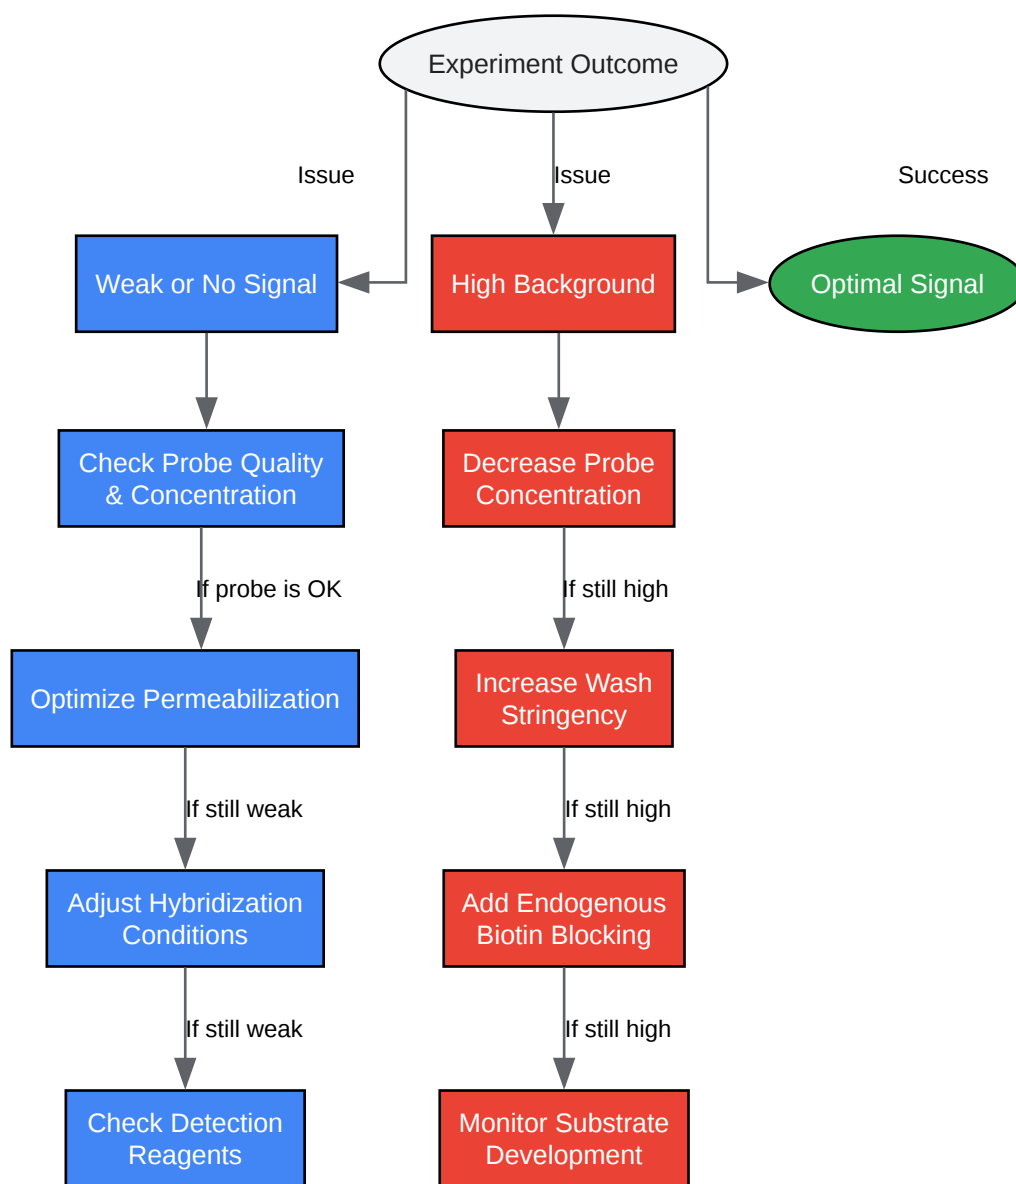 Experiment Outcome
Issue
Issue
Success
Weak or No Signal
High Background
Optimal Signal
Check Probe Quality
& Concentration
Decrease Probe
Concentration
If probe is OK
If still high
Optimize Permeabilization
Increase Wash
Stringency
If still weak
If still high
Adjust Hybridization
Conditions
Add Endogenous
Biotin Blocking
If still weak
If still high
Check Detection
Reagents
Monitor Substrate
Development